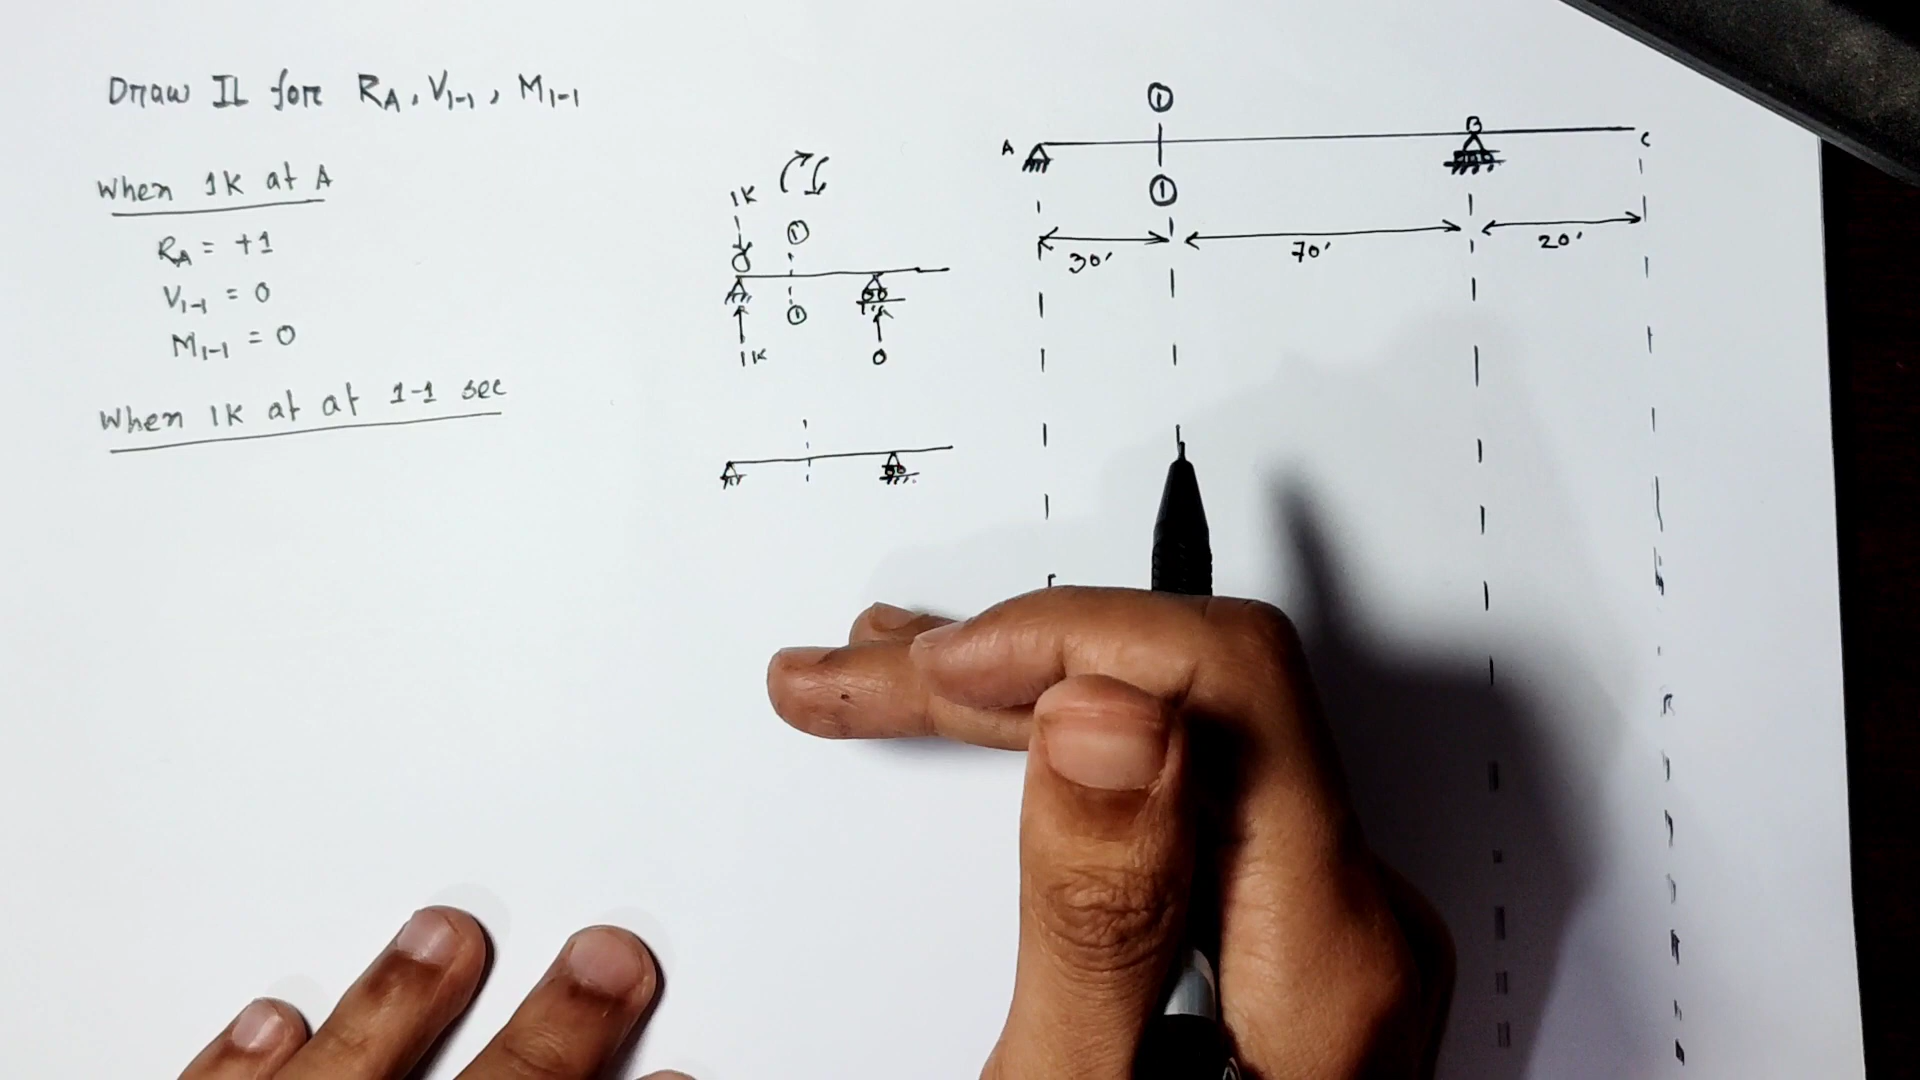 Draw IL for RA, V1-1, M1-1
When 1K at A
RA = +1
V1-1 = 0
M1-1 = 0
When 1K at at 1-1 sec
1K
1
1
1K
0
1
A
B
C
1
30'
70'
20'